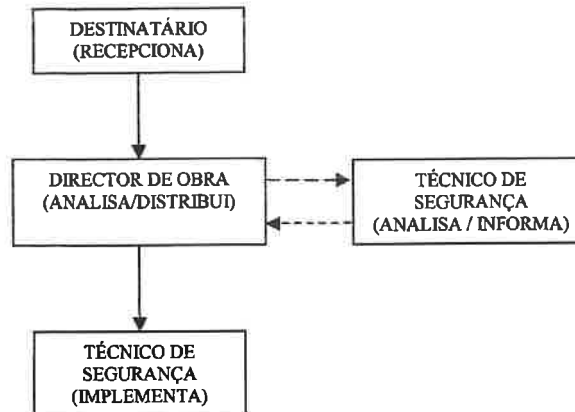 DESTINATÁRIO
(RECEPCIONA)
DIRECTOR DE OBRA
(ANALISA/DISTRIBUI)
TÉCNICO DE
SEGURANÇA
(ANALISA / INFORMA)
TÉCNICO DE
SEGURANÇA
(IMPLEMENTA)